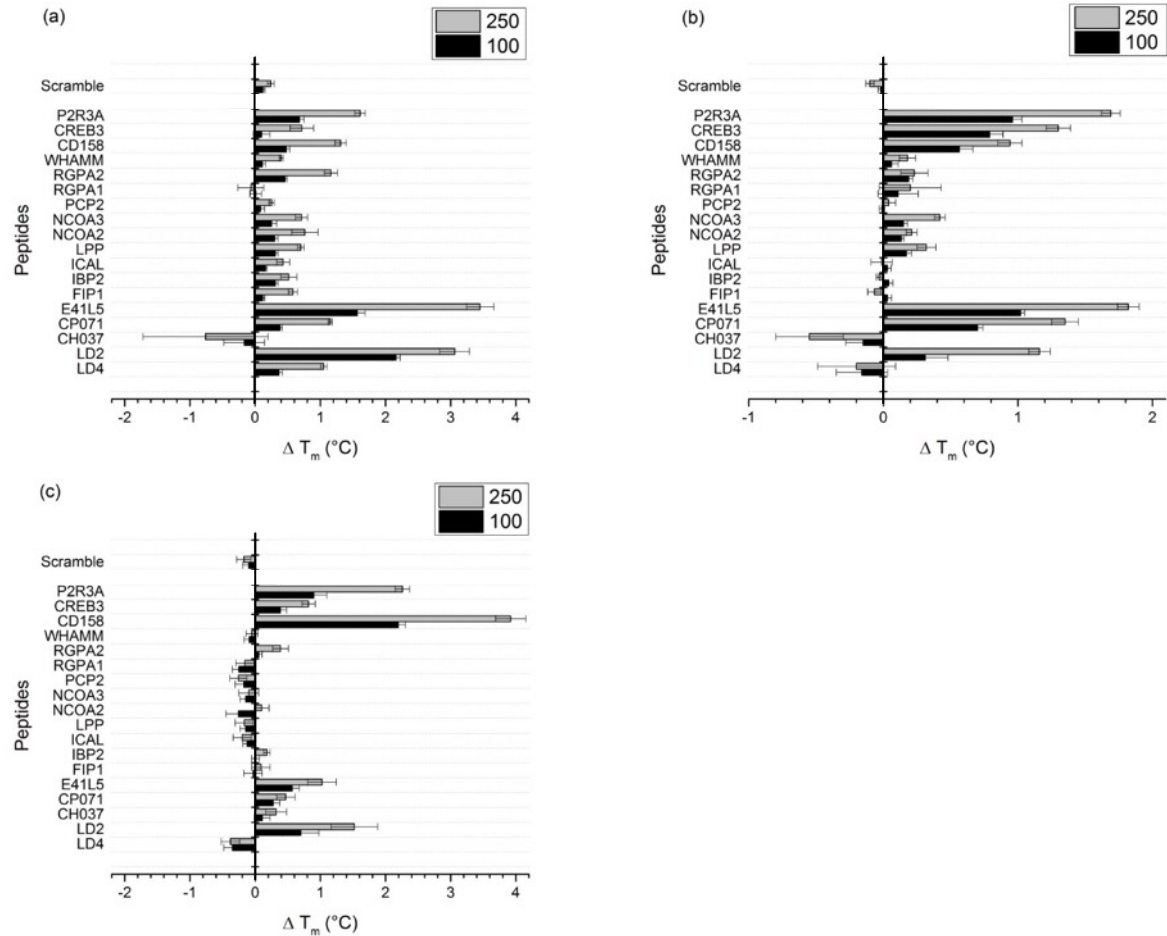 (a)
250
100
Scramble
P2R3A
CREB3
CD158
WHAMM
RGPA2
RGPA1
PCP2
NCOA3
NCOA2
LPP
ICAL
IBP2
FIP1
E41L5
CP071
CH037
LD2
LD4
Peptides
-2 -1 0 1 2 3 4
Δ Tm (°C)
(b)
250
100
Scramble
P2R3A
CREB3
CD158
WHAMM
RGPA2
RGPA1
PCP2
NCOA3
NCOA2
LPP
ICAL
IBP2
FIP1
E41L5
CP071
CH037
LD2
LD4
Peptides
-1 0 1 2
Δ Tm (°C)
(c)
250
100
Scramble
P2R3A
CREB3
CD158
WHAMM
RGPA2
RGPA1
PCP2
NCOA3
NCOA2
LPP
ICAL
IBP2
FIP1
E41L5
CP071
CH037
LD2
LD4
Peptides
-2 -1 0 1 2 3 4
Δ Tm (°C)